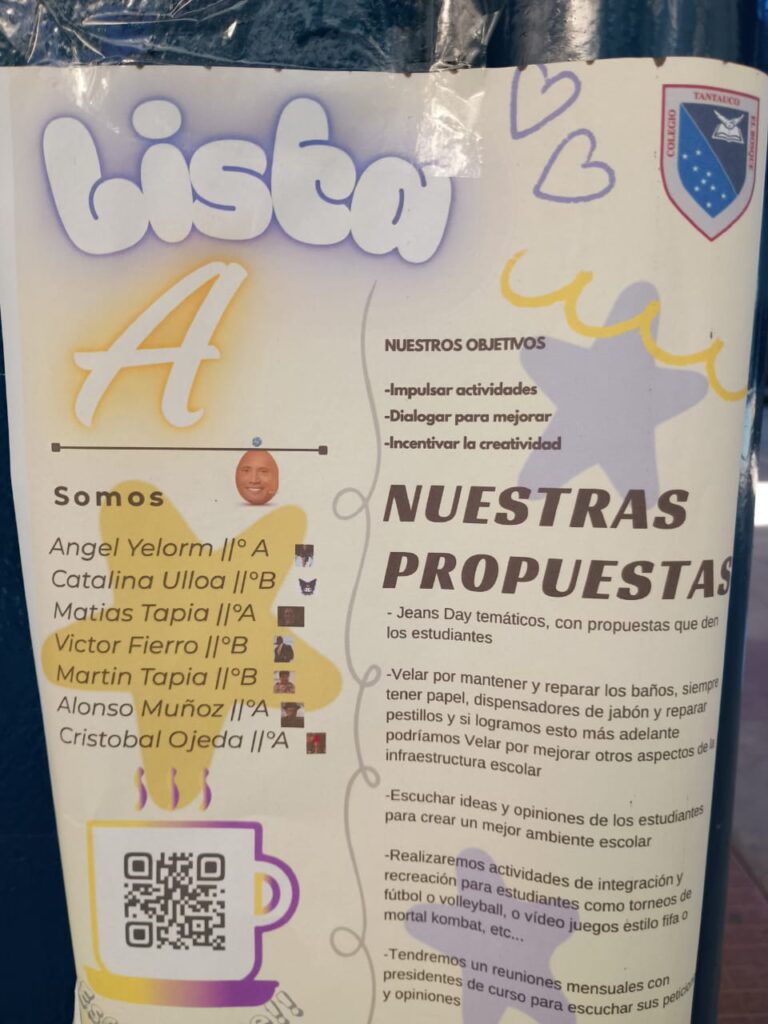 Lista
A
COLEGIO
TANTAUCO
EL BOSQUE
Somos
Angel Yelorm ||° A
Catalina Ulloa ||°B
Matias Tapia ||°A
Victor Fierro ||°B
Martin Tapia ||°B
Alonso Muñoz ||°A
Cristobal Ojeda ||°A
NUESTROS OBJETIVOS
-Impulsar actividades
-Dialogar para mejorar
-Incentivar la creatividad
NUESTRAS
PROPUESTAS
- Jeans Day temáticos, con propuestas que den
los estudiantes
-Velar por mantener y reparar los baños, siempre
tener papel, dispensadores de jabón y reparar
pestillos y si logramos esto más adelante
podríamos Velar por mejorar otros aspectos de la
infraestructura escolar
-Escuchar ideas y opiniones de los estudiantes
para crear un mejor ambiente escolar
-Realizaremos actividades de integración y
recreación para estudiantes como torneos de
fútbol o volleyball, o vídeo juegos estilo fifa o
mortal kombat, etc...
-Tendremos un reuniones mensuales con
presidentes de curso para escuchar sus
y opiniones